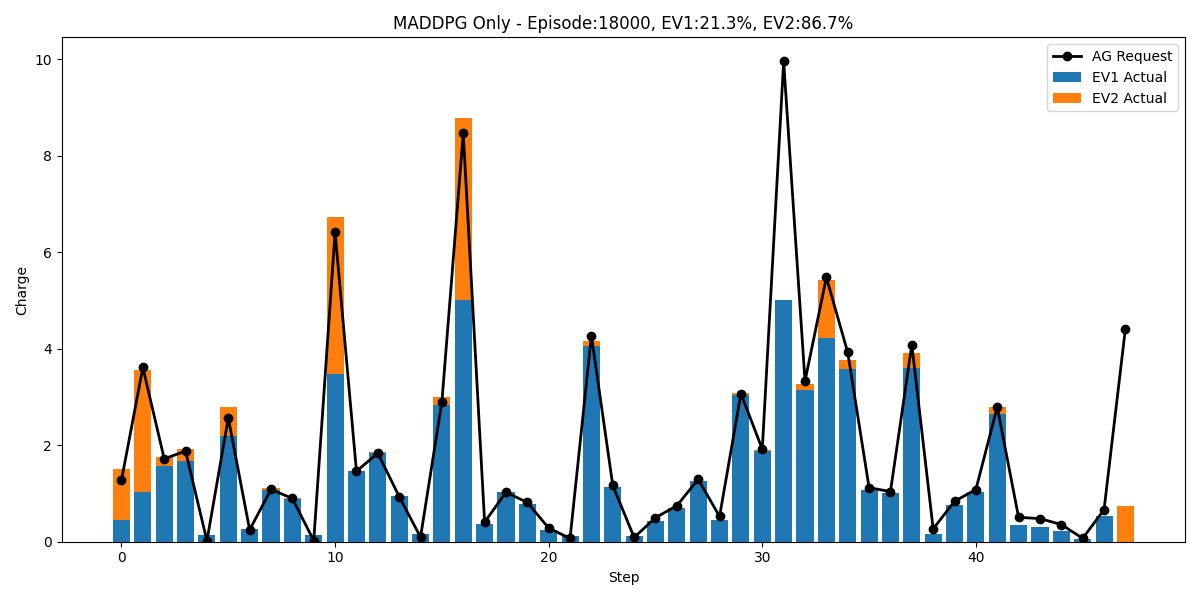 MADDPG Only - Episode:18000, EV1:21.3%, EV2:86.7%
AG Request
EV1 Actual
EV2 Actual
Charge
10
8
6
4
2
0
0
10
20
30
40
Step